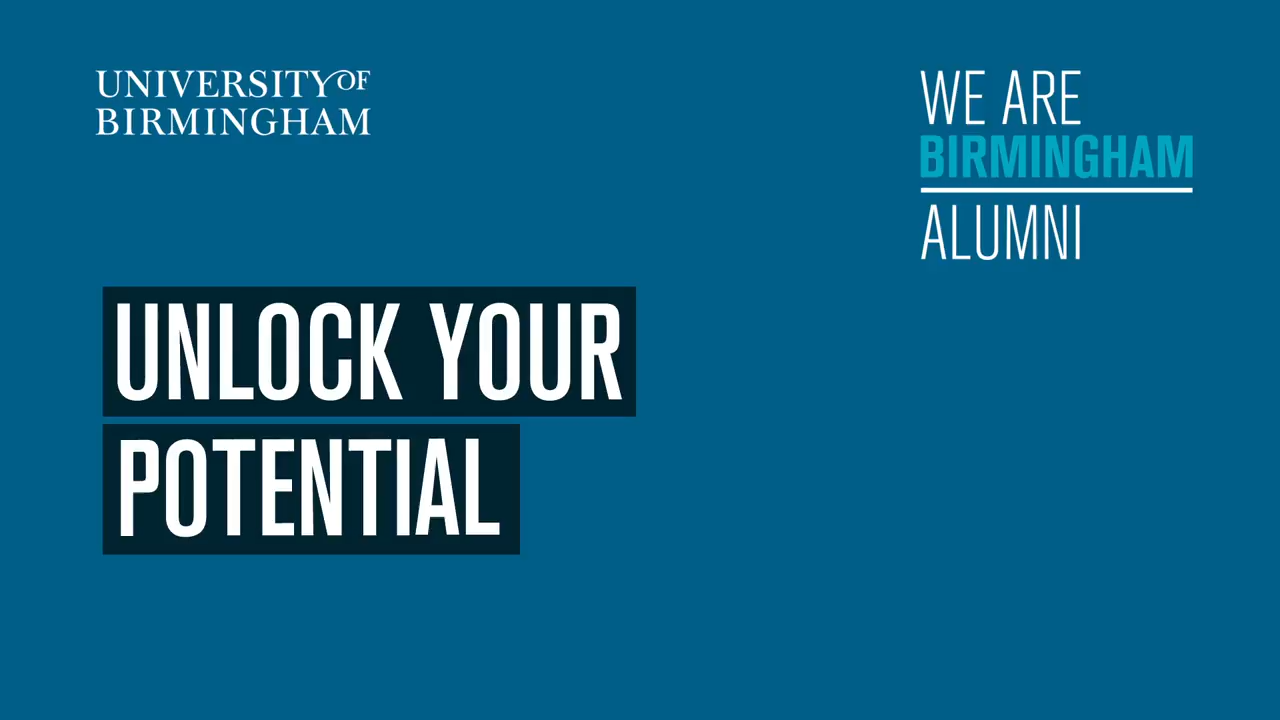 UNIVERSITY OF
BIRMINGHAM
WE ARE
BIRMINGHAM
ALUMNI
UNLOCK YOUR
POTENTIAL